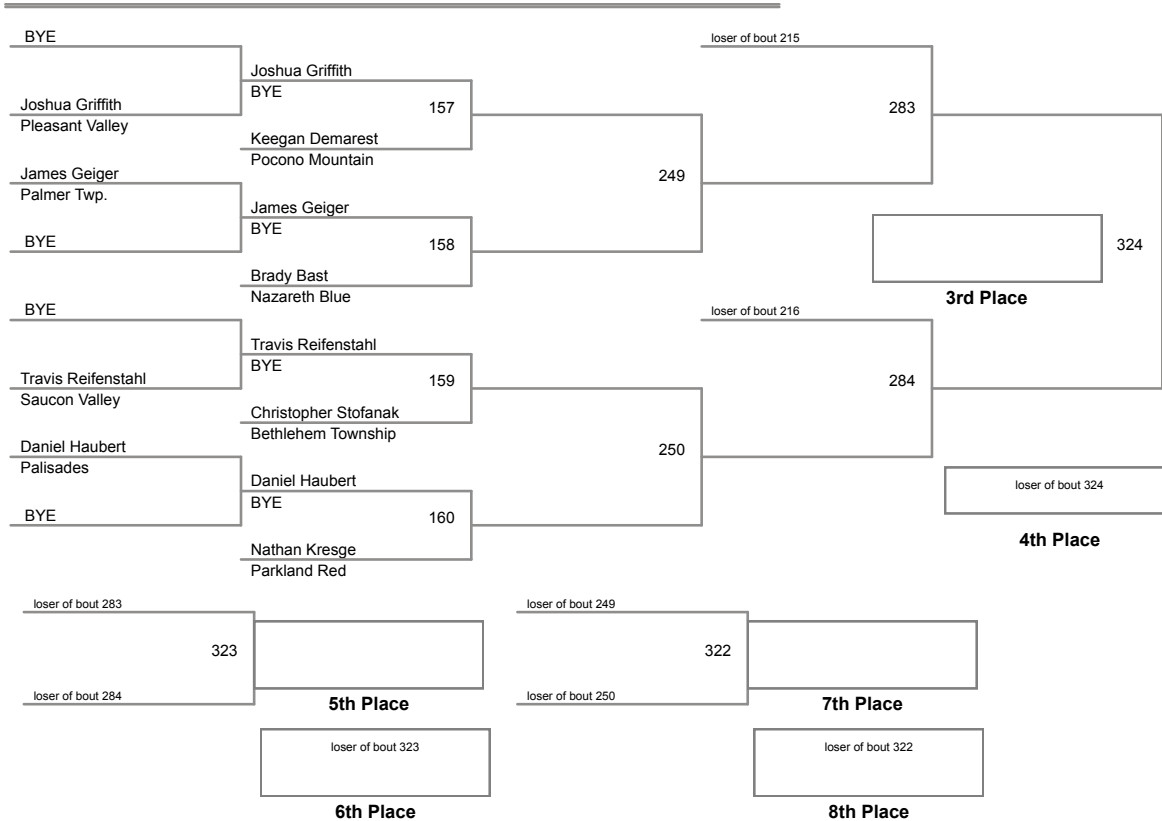 BYE
loser of bout 215
Joshua Griffith
BYE
157
283
Joshua Griffith
Pleasant Valley
Keegan Demarest
Pocono Mountain
249
James Geiger
Palmer Twp.
James Geiger
BYE
158
324
BYE
Brady Bast
Nazareth Blue
3rd Place
BYE
loser of bout 216
Travis Reifenstahl
BYE
159
284
Travis Reifenstahl
Saucon Valley
Christopher Stofanak
Bethlehem Township
250
Daniel Haubert
Palisades
Daniel Haubert
BYE
160
loser of bout 324
BYE
4th Place
Nathan Kresge
Parkland Red
loser of bout 283
323
loser of bout 284
5th Place
loser of bout 323
6th Place
loser of bout 249
322
loser of bout 250
7th Place
loser of bout 322
8th Place